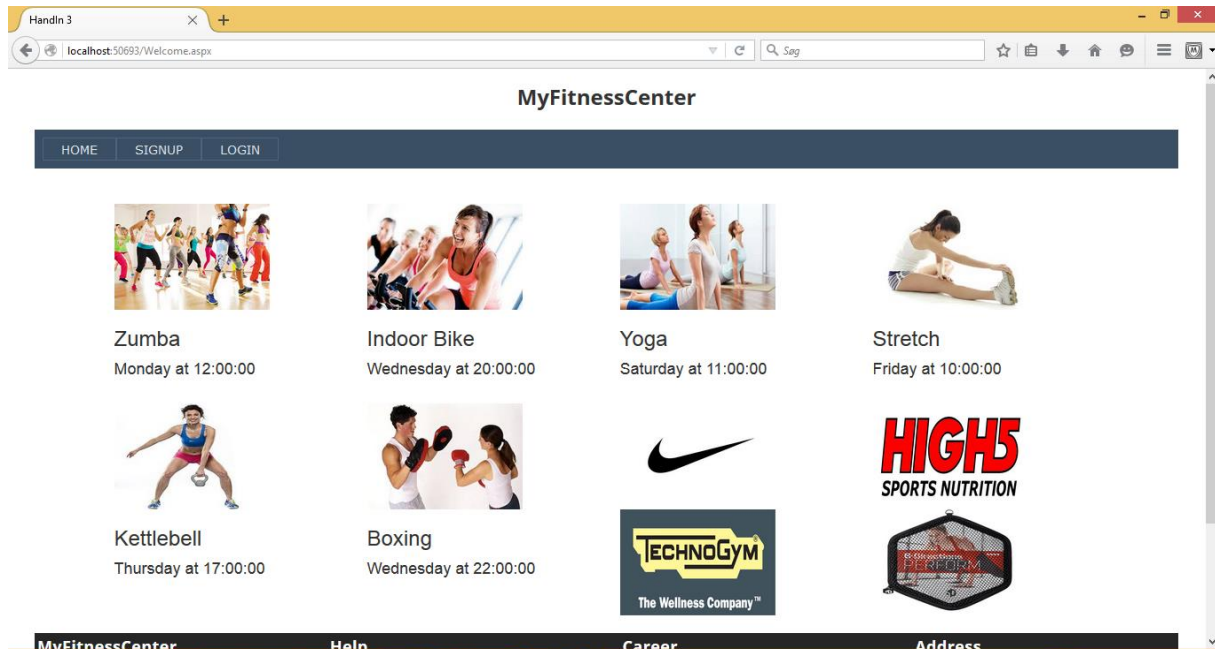 HandIn 3
localhost:50693/Welcome.aspx
Søg
MyFitnessCenter
HOME SIGNUP LOGIN
Zumba
Monday at 12:00:00
Indoor Bike
Wednesday at 20:00:00
Yoga
Saturday at 11:00:00
Stretch
Friday at 10:00:00
Kettlebell
Thursday at 17:00:00
Boxing
Wednesday at 22:00:00
HIGH5
SPORTS NUTRITION
TECHNOGYM®
The Wellness Company™
6-Directions
PERFORM
MyFitnessCenter Help Career Address